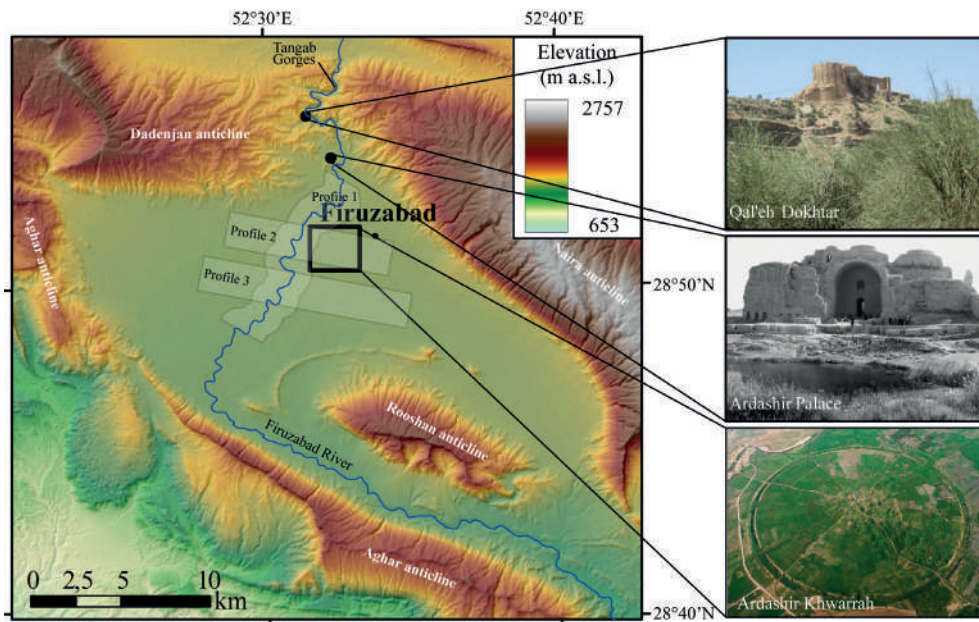 52°30'
52°40'
Tangab
Gorges
Elevation
(m a.s.l.)
2757
693
Dadenjan anticline
Profile 1
Firuzabad
Profile 2
Profile 3
Aghar anticline
Naira anticline
28°50'N
Rooshan anticline
Firuzabad River
Aghar anticline
0 2,5 5 10
km
28°40'N
Qal'eh Dokhtar
Ardashir Palace
Ardashir Khwarrah